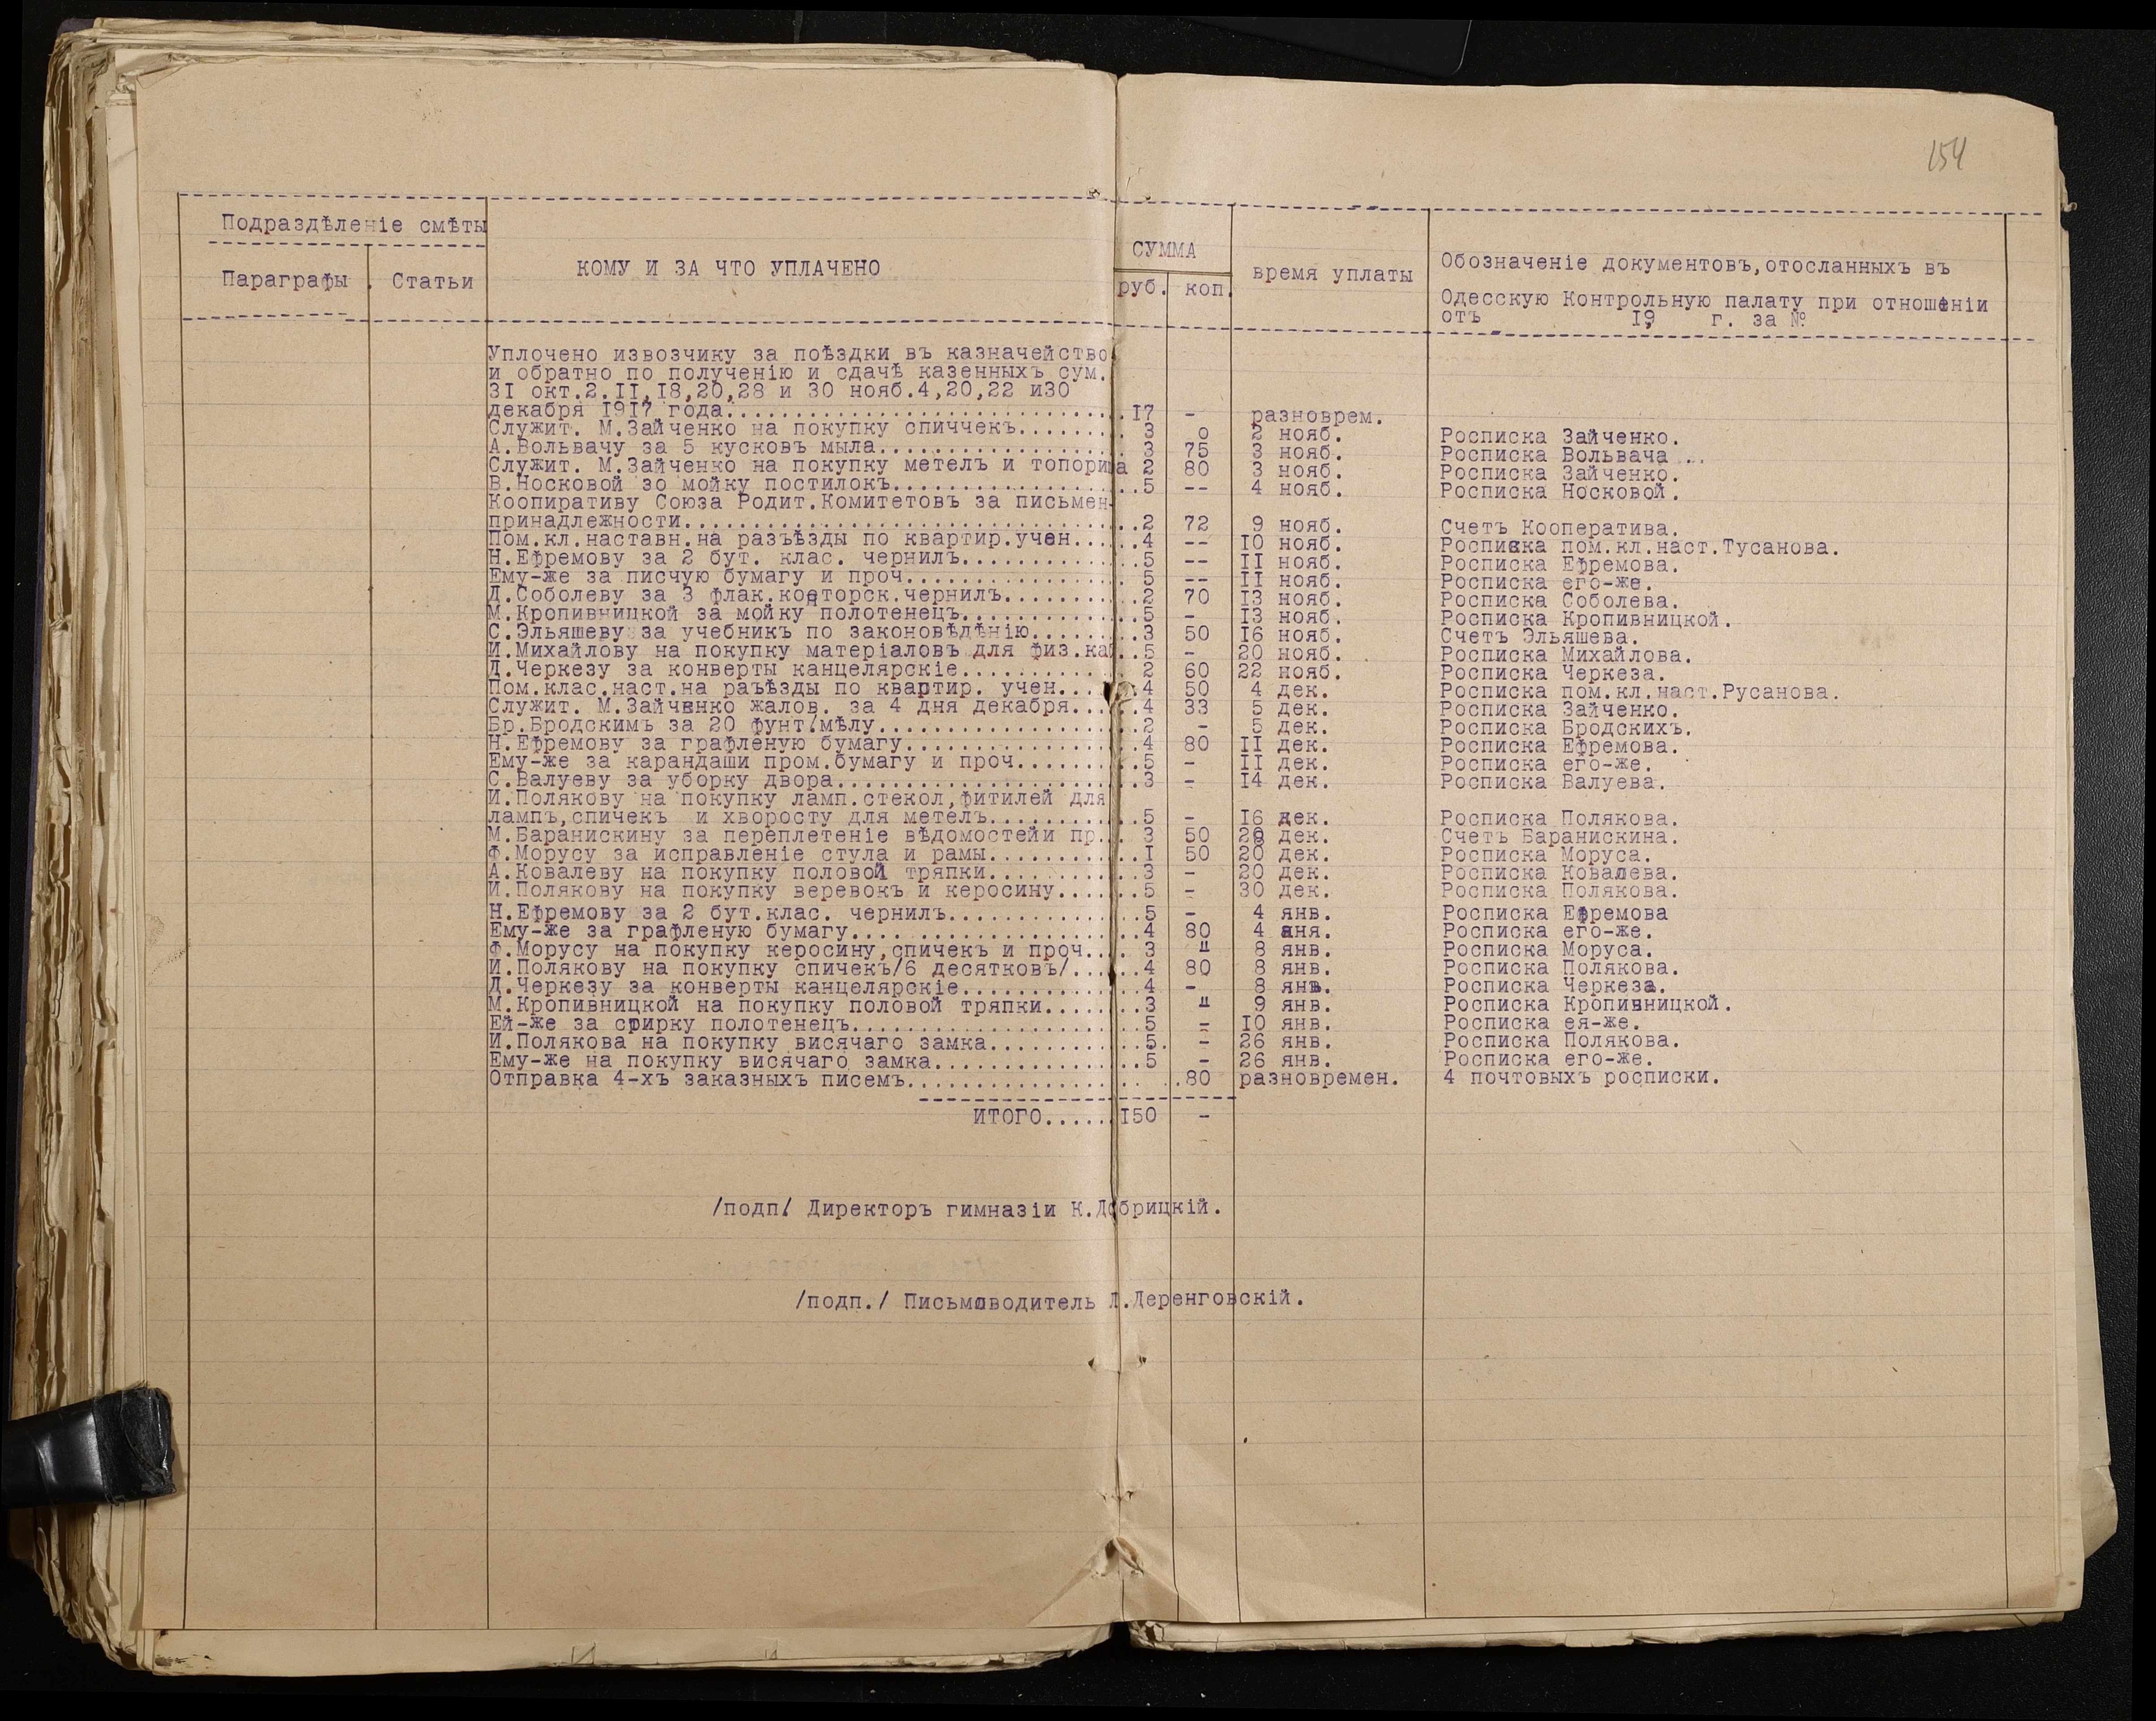 154
Подраздѣленіе смѣты
Параграфы Статьи
КОМУ И ЗА ЧТО УПЛАЧЕНО
СУММА
руб. коп.
время уплаты
Обозначеніе документовъ,отосланныхъ въ
Одесскую Контрольную палату при отношеніи
отъ 19 г. за №
Уплочено извозчику за поѣздки въ казначейство
и обратно по полученію и сдачѣ казенныхъ сум.
31 окт.2.11,18,20,28 и 30 нояб.4,20,22 и30
декабря 1917 года.............................17 - разноврем.
Служит. М.Зайченко на покупку спиччекъ........ 3 0 2 нояб. Росписка Зайченко.
А.Вольвачу за 5 кусковъ мыла.................. 3 75 3 нояб. Росписка Вольвача ...
Служит. М.Зайченко на покупку метелъ и топорища 2 80 3 нояб. Росписка Зайченко.
В.Носковой зо мойку постилокъ..................5 -- 4 нояб. Росписка Носковой.
Кооперативу Союза Родит.Комитетовъ за письмен-
принадлежности.................................2 72 9 нояб. Счетъ Кооператива.
Пом.кл.наставн.на разъѣзды по квартир.учен.....4 -- 10 нояб. Росписка пом.кл.наст.Тусанова.
Н.Ефремову за 2 бут. клас. чернилъ.............5 -- 11 нояб. Росписка Ефремова.
Ему-же за писчую бумагу и проч................ 5 -- 11 нояб. Росписка его-же.
Д.Соболеву за 3 флак.конторск.чернилъ..........2 70 13 нояб. Росписка Соболева.
М.Кропивницкой за мойку полотенецъ.............5 - 13 нояб. Росписка Кропивницкой.
С.Эльяшеву за учебникъ по законовѣдѣнію........3 50 16 нояб. Счетъ Эльяшева.
И.Михайлову на покупку матеріаловъ для физ.ка..5 - 20 нояб. Росписка Михайлова.
Д.Черкезу за конверты канцелярскіе.............2 60 22 нояб. Росписка Черкеза.
Пом.клас.наст.на раъѣзды по квартир. учен......4 50 4 дек. Росписка пом.кл.наст.Русанова.
Служит. М.Зайченко жалов. за 4 дня декабря.....4 33 5 дек. Росписка Зайченко.
Бр.Бродскимъ за 20 фунт.мѣлу...................2 - 5 дек. Росписка Бродскихъ.
Н.Ефремову за графленую бумагу.................4 80 11 дек. Росписка Ефремова.
Ему-же за карандаши пром.бумагу и проч.........5 - 11 дек. Росписка его-же.
С.Валуеву за уборку двора......................3 - 14 дек. Росписка Валуева.
И.Полякову на покупку ламп.стекол,фитилей для
лампъ,спичекъ и хворосту для метелъ............5 - 16 дек. Росписка Полякова.
М.Баранискину за переплетеніе вѣдомостейи пр... 3 50 20 дек. Счетъ Баранискина.
Ф.Морусу за исправленіе стула и рамы...........1 50 20 дек. Росписка Моруса.
А.Ковалеву на покупку половой тряпки...........3 - 20 дек. Росписка Ковалева.
И.Полякову на покупку веревокъ и керосину......5 - 30 дек. Росписка Полякова.
Н.Ефремову за 2 бут.клас. чернилъ..............5 - 4 янв. Росписка Ефремова
Ему-же за графленую бумагу.....................4 80 4 аня. Росписка его-же.
Ф.Морусу на покупку керосину,спичекъ и проч.... 3 " 8 янв. Росписка Моруса.
И.Полякову на покупку спичекъ/6 десятковъ/.....4 80 8 янв. Росписка Полякова.
Д.Черкезу за конверты канцелярскіе.............4 - 8 янв. Росписка Черкеза.
М.Кропивницкой на покупку половой тряпки.......3 " 9 янв. Росписка Кропивницкой.
Ей-же за стирку полотенецъ.....................5 - 10 янв. Росписка ея-же.
И.Полякова на покупку висячаго замка...........5. - 26 янв. Росписка Полякова.
Ему-же на покупку висячаго замка...............5 - 26 янв. Росписка его-же.
Отправка 4-хъ заказныхъ писемъ................. .80 разновремен. 4 почтовыхъ росписки.
ИТОГО......150 -
/подп/. Директоръ гимназіи К.Добрицкій.
/подп./ Письмоводитель Л.Деренговскій.